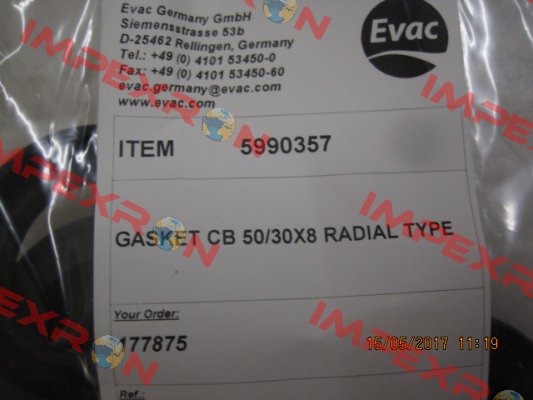 Evac Germany GmbH
Siemensstrasse 53b
D-25462 Rellingen, Germany
Tel.: +49 (0) 4101 53450-0
Fax: +49 (0) 4101 53450-60
evac.germany@evac.com
www.evac.com
Evac
ITEM 5990357
GASKET CB 50/30X8 RADIAL TYPE
Your Order:
177875
15/05/2017 11:19
IMPEXRON
IMPEXRON
IMPEXRON
IMPEXRON
IMPEXRON